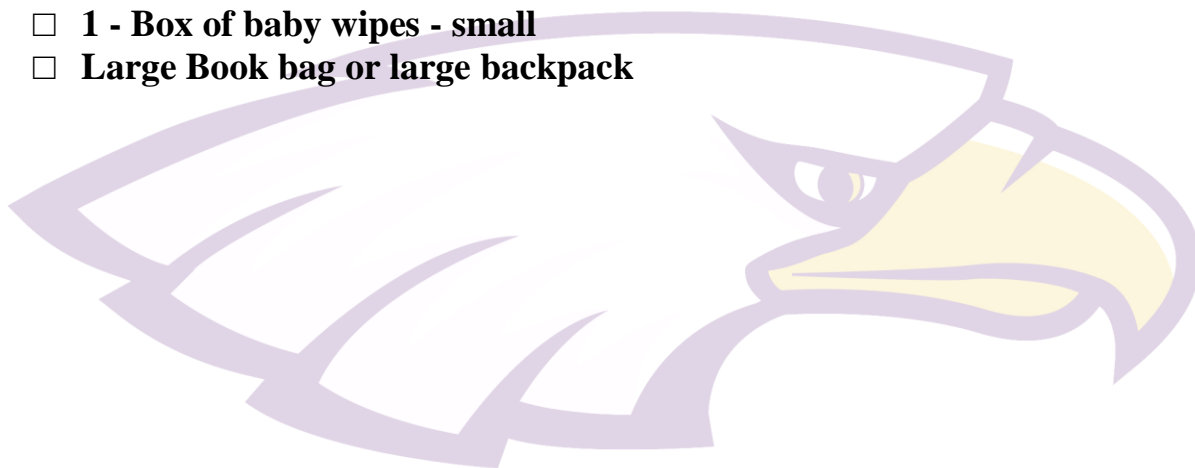 □ 1 - Box of baby wipes - small
□ Large Book bag or large backpack